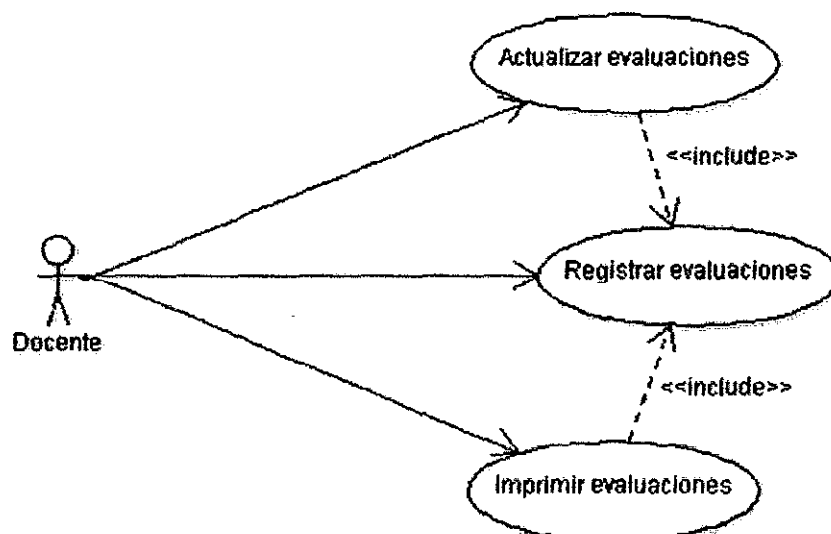 Actualizar evaluaciones
<<include>>
Registrar evaluaciones
Docente
<<include>>
Imprimir evaluaciones